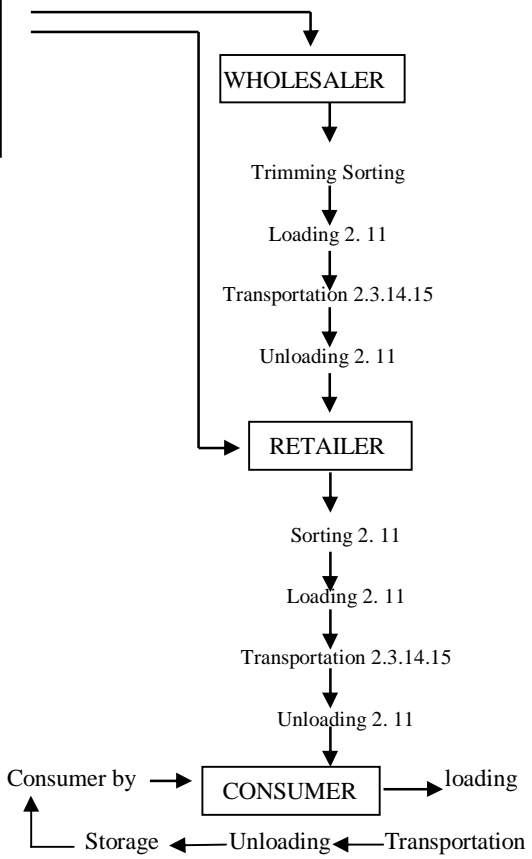 WHOLESALER
Trimming Sorting
Loading 2. 11
Transportation 2.3.14.15
Unloading 2. 11
RETAILER
Sorting 2. 11
Loading 2. 11
Transportation 2.3.14.15
Unloading 2. 11
Consumer by CONSUMER loading
Storage Unloading Transportation